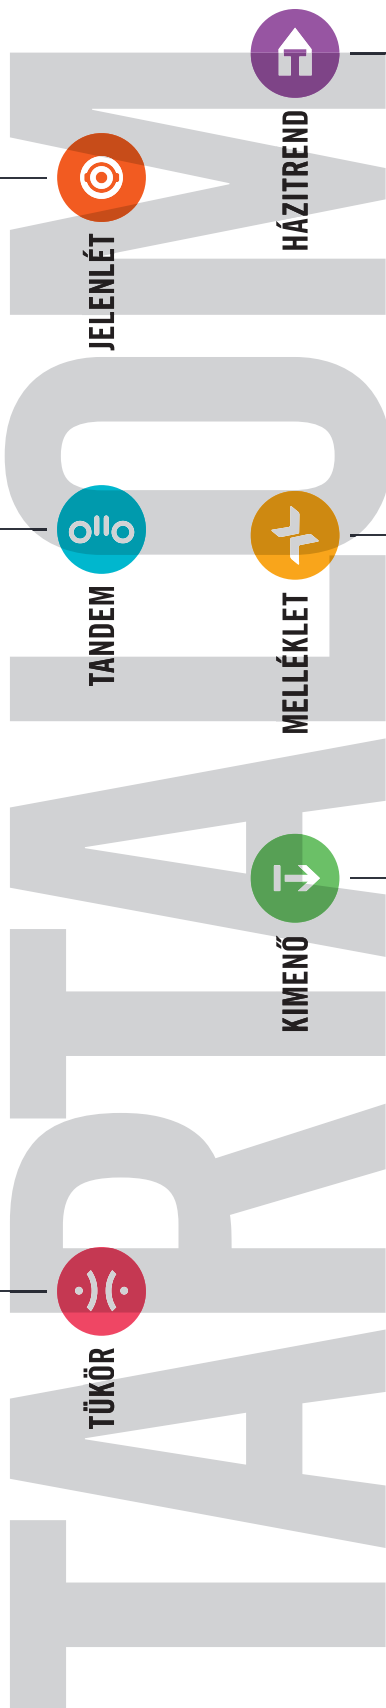 TARTALOM
TÜKÖR
TANDEM
JELENLÉT
KIMENŐ
MELLÉKLET
HÁZITREND